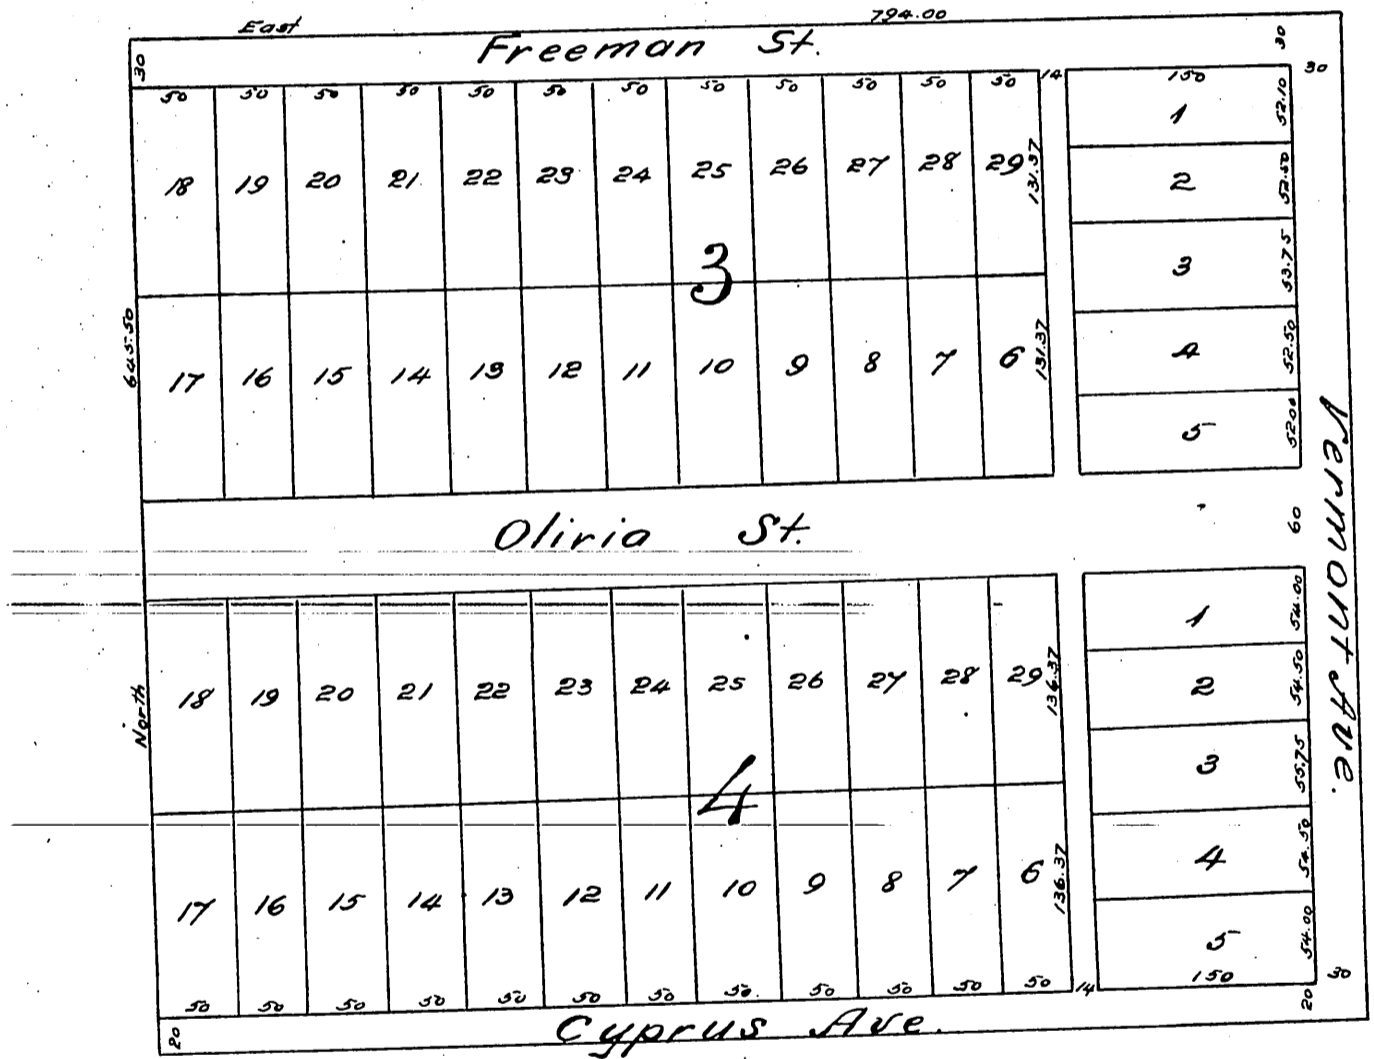 East 794.00
30 Freeman St. 30
50 50 50 50 50 50 50 50 50 50 50 50 14 150 30
18 19 20 21 22 23 24 25 26 27 28 29 131.37
1 52.10
2 52.50
3 53.75
4 52.50
5 52.00
3
645.50
17 16 15 14 13 12 11 10 9 8 7 6 131.37
Oliria St. 60
Vermont Ave.
North
18 19 20 21 22 23 24 25 26 27 28 29 136.37
1 54.00
2 54.50
3 55.75
4 54.50
5 54.00
4
17 16 15 14 13 12 11 10 9 8 7 6 136.37
50 50 50 50 50 50 50 50 50 50 50 50 14 150 30
20 Cyprus Ave. 20